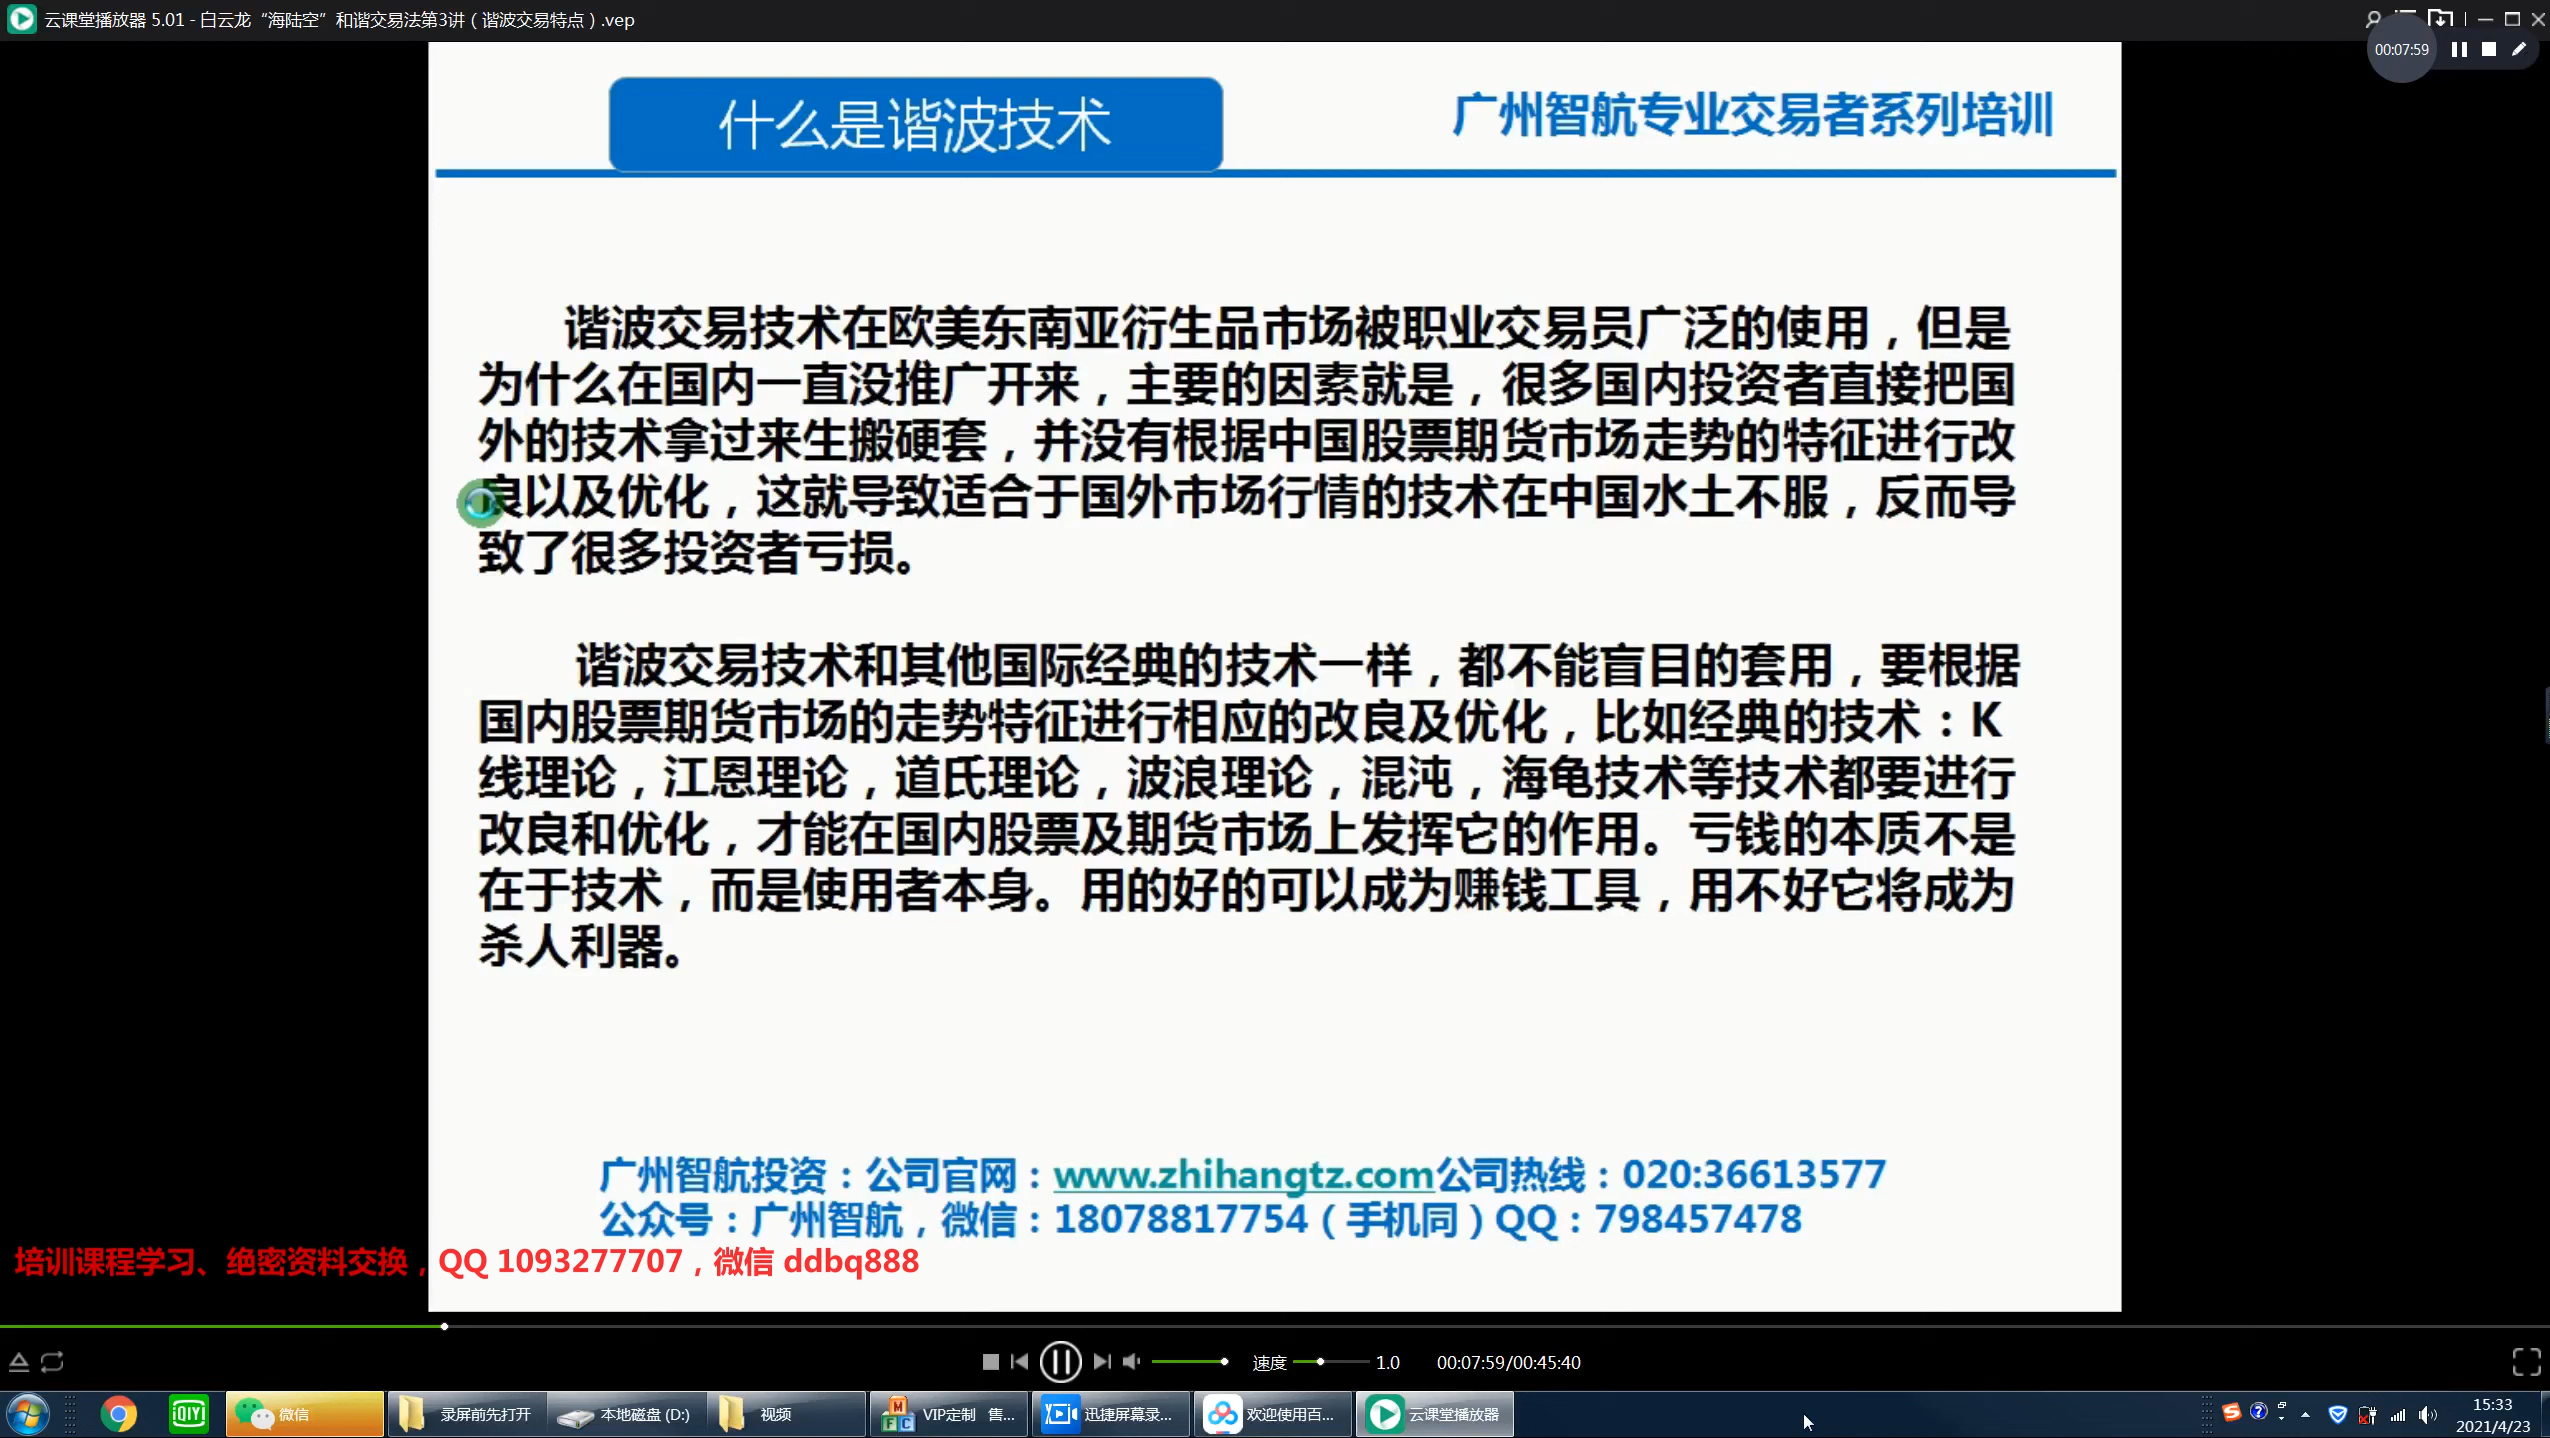 云课堂播放器 5.01 - 白云龙“海陆空”和谐交易法第3讲（谐波交易特点）.vep
00:07:59
什么是谐波技术
广州智航专业交易者系列培训
谐波交易技术在欧美东南亚衍生品市场被职业交易员广泛的使用，但是
为什么在国内一直没推广开来，主要的因素就是，很多国内投资者直接把国
外的技术拿过来生搬硬套，并没有根据中国股票期货市场走势的特征进行改
良以及优化，这就导致适合于国外市场行情的技术在中国水土不服，反而导
致了很多投资者亏损。
谐波交易技术和其他国际经典的技术一样，都不能盲目的套用，要根据
国内股票期货市场的走势特征进行相应的改良及优化，比如经典的技术：K
线理论，江恩理论，道氏理论，波浪理论，混沌，海龟技术等技术都要进行
改良和优化，才能在国内股票及期货市场上发挥它的作用。亏钱的本质不是
在于技术，而是使用者本身。用的好的可以成为赚钱工具，用不好它将成为
杀人利器。
广州智航投资：公司官网：www.zhihangtz.com公司热线：020:36613577
公众号：广州智航，微信：18078817754（手机同）QQ：798457478
培训课程学习、绝密资料交换，QQ 1093277707，微信 ddbq888
速度 1.0 00:07:59/00:45:40
iQIYI 微信 录屏前先打开 本地磁盘 (D:) 视频 MFC VIP定制 售... 迅捷屏幕录... 欢迎使用百... 云课堂播放器 15:33
2021/4/23